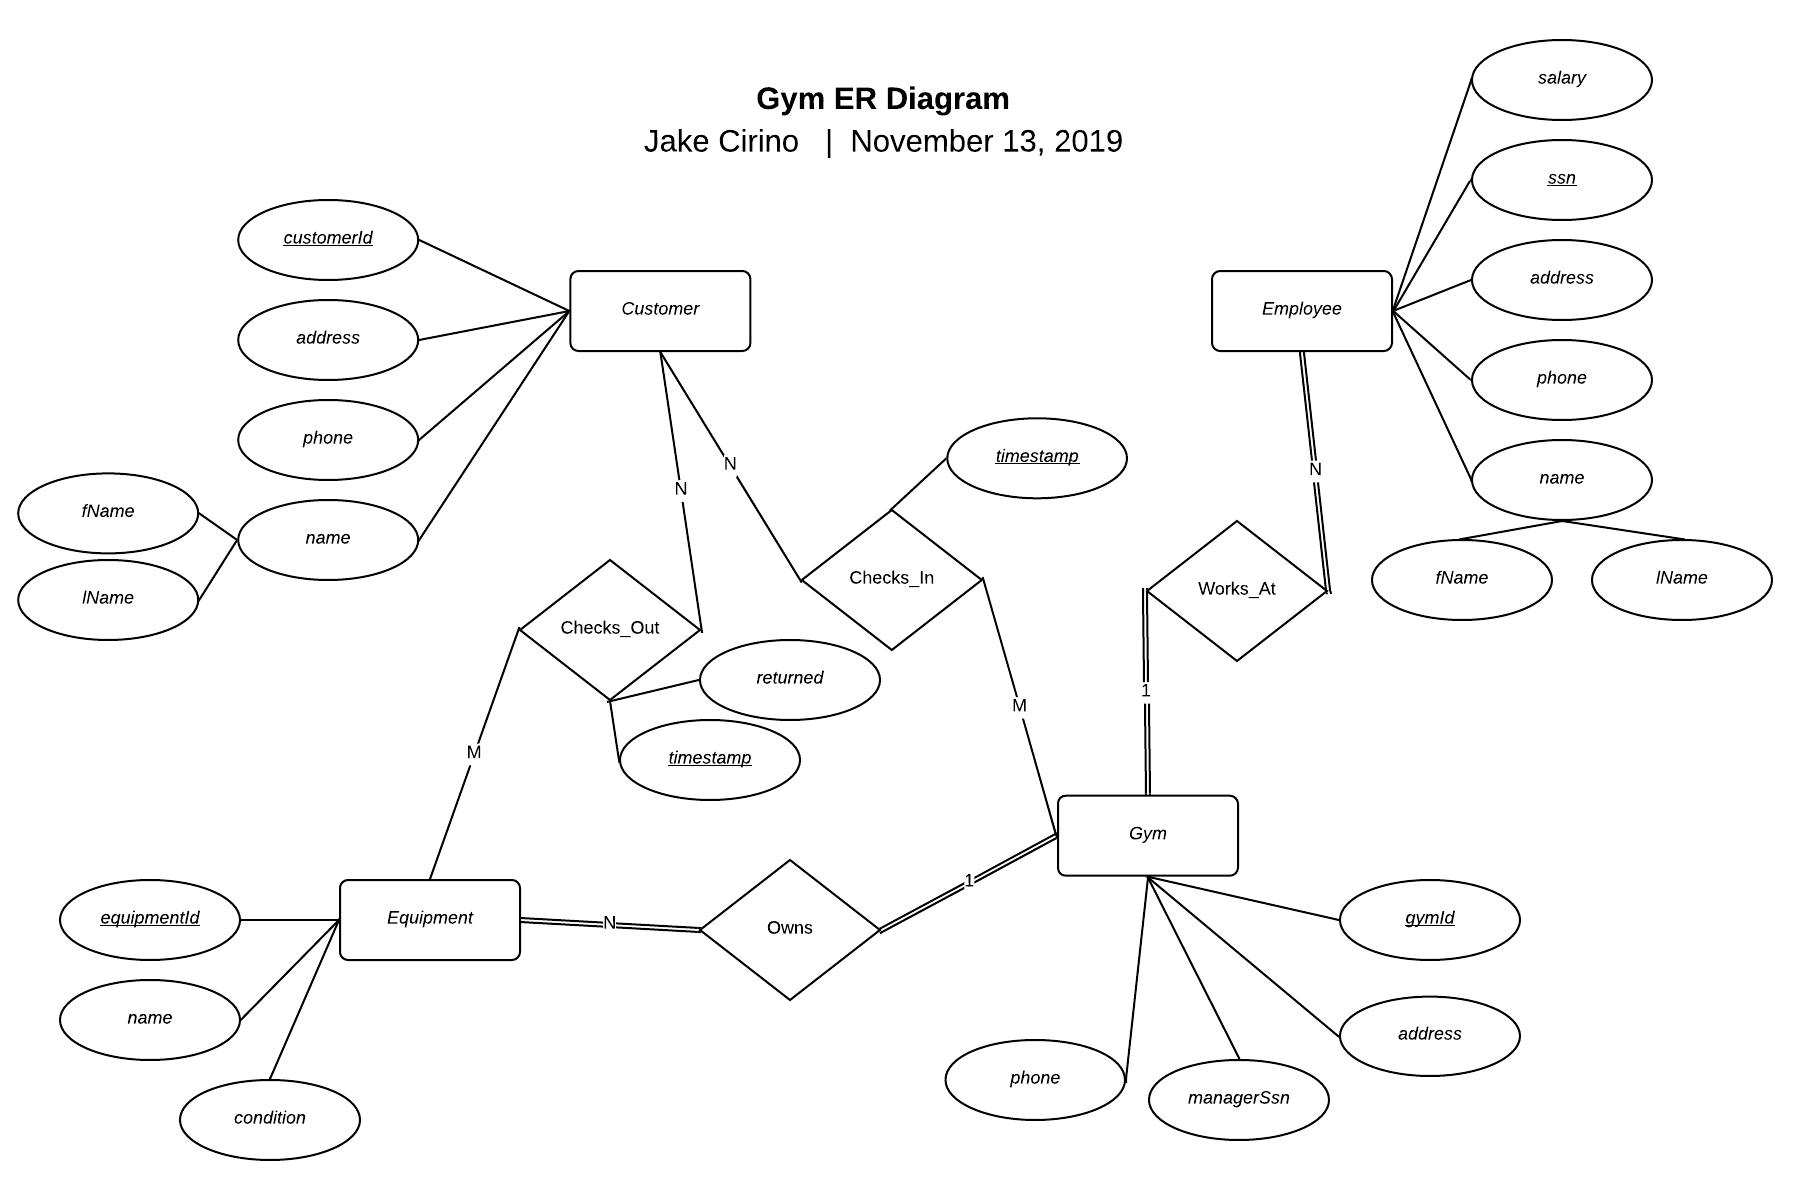 Gym ER Diagram
Jake Cirino | November 13, 2019
salary
ssn
address
phone
name
fName
lName
Employee
customerId
address
phone
name
fName
lName
Customer
N
N
N
timestamp
Checks_In
Works_At
Checks_Out
returned
timestamp
M
M
1
Gym
1
equipmentId
Equipment
N
Owns
name
condition
gymId
address
phone
managerSsn